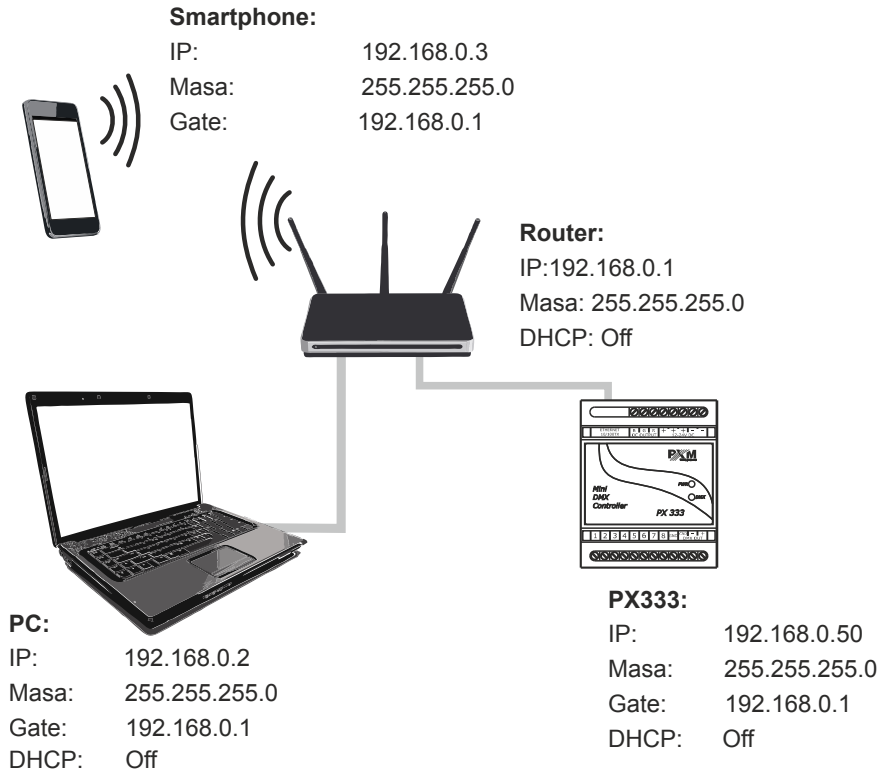 Smartphone:
IP: 192.168.0.3
Masa: 255.255.255.0
Gate: 192.168.0.1
Router:
IP:192.168.0.1
Masa: 255.255.255.0
DHCP: Off
ETHERNET
PXM
PWR
DMX
Mini
DMX
Controller
PX 333
1 2 3 4 5 6 7 8
PC:
IP: 192.168.0.2
Masa: 255.255.255.0
Gate: 192.168.0.1
DHCP: Off
PX333:
IP: 192.168.0.50
Masa: 255.255.255.0
Gate: 192.168.0.1
DHCP: Off